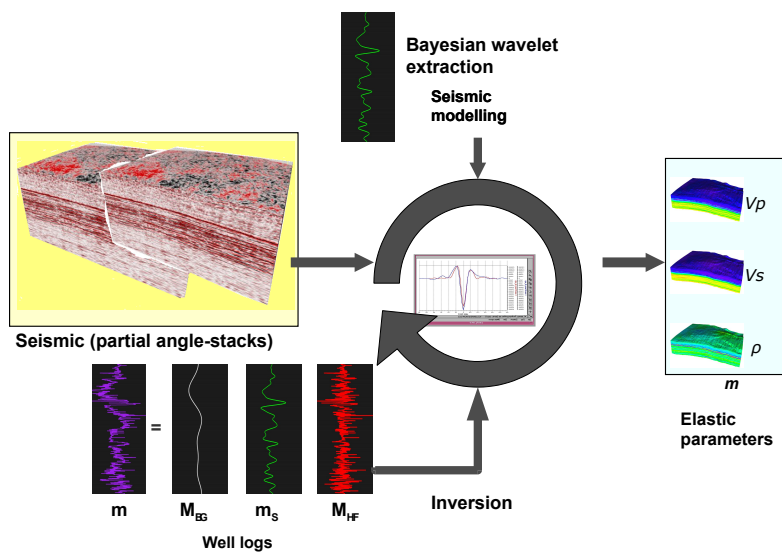 Bayesian wavelet
extraction
Seismic
modelling
Vp
Vs
ρ
m
Elastic
parameters
Seismic (partial angle-stacks)
=
m M_BG m_S M_HF
Well logs
Inversion